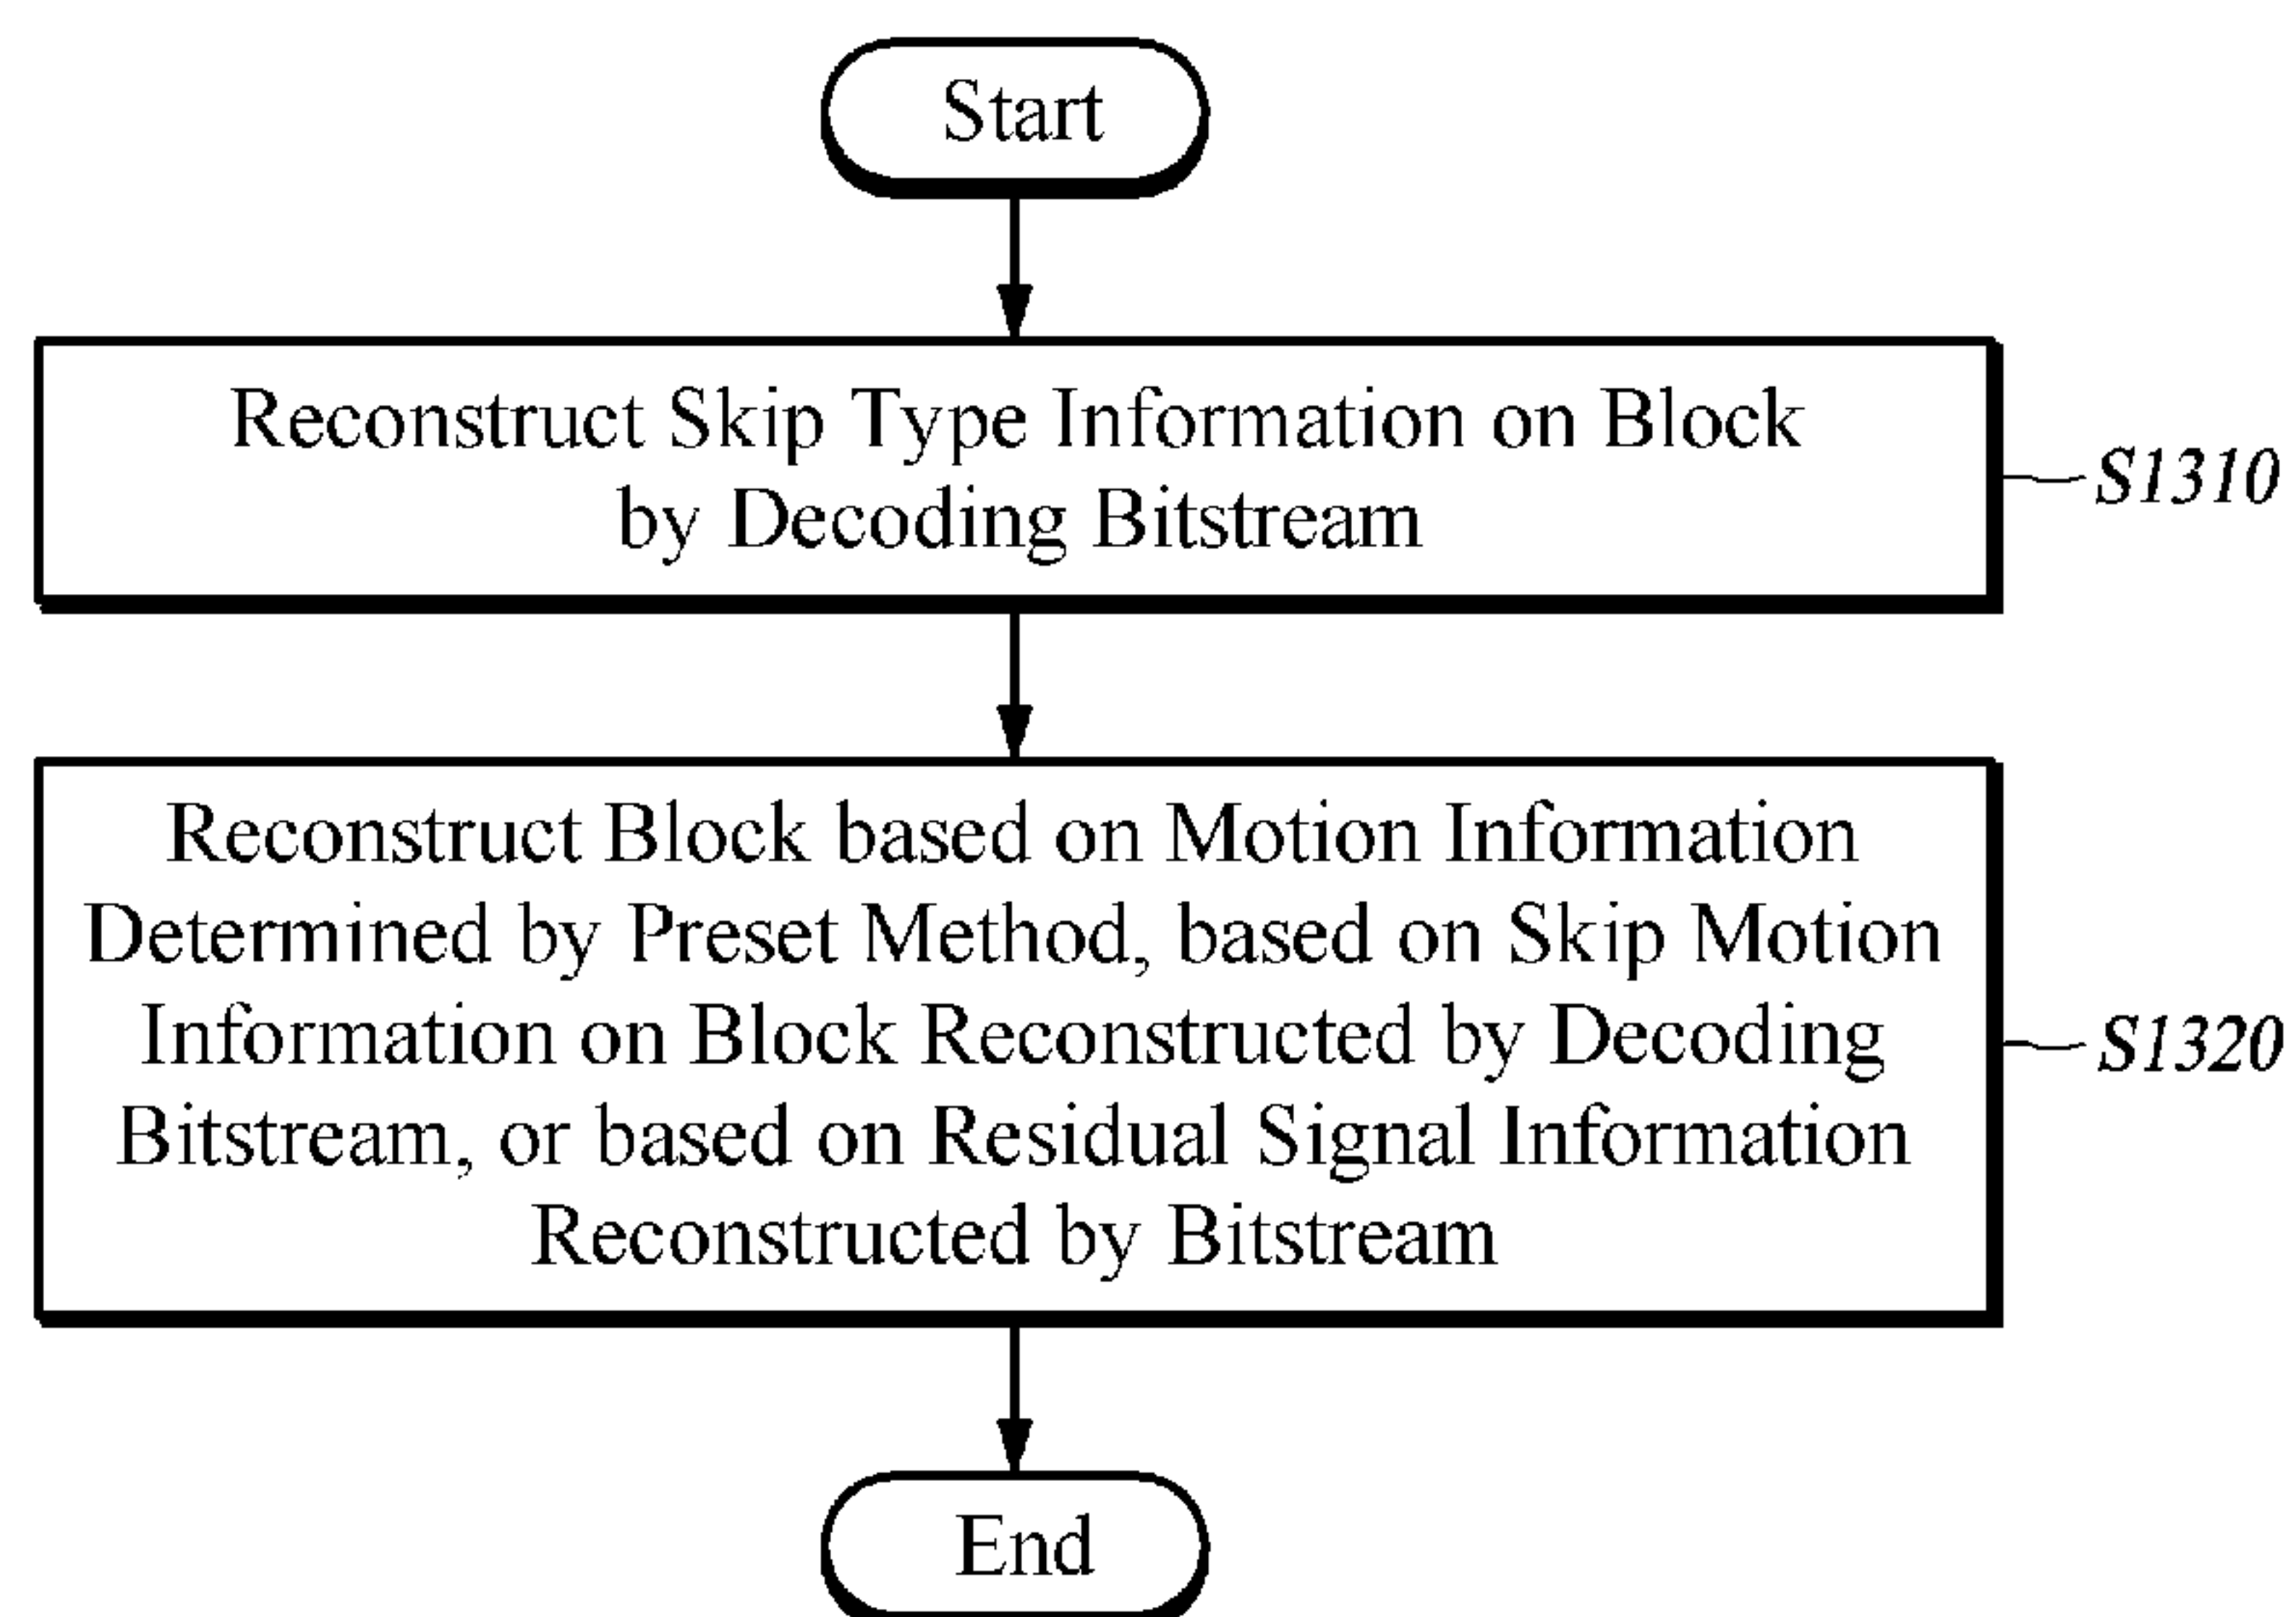 Start
Reconstruct Skip Type Information on Block
by Decoding Bitstream
S1310
Reconstruct Block based on Motion Information
Determined by Preset Method, based on Skip Motion
Information on Block Reconstructed by Decoding
Bitstream, or based on Residual Signal Information
Reconstructed by Bitstream
S1320
End